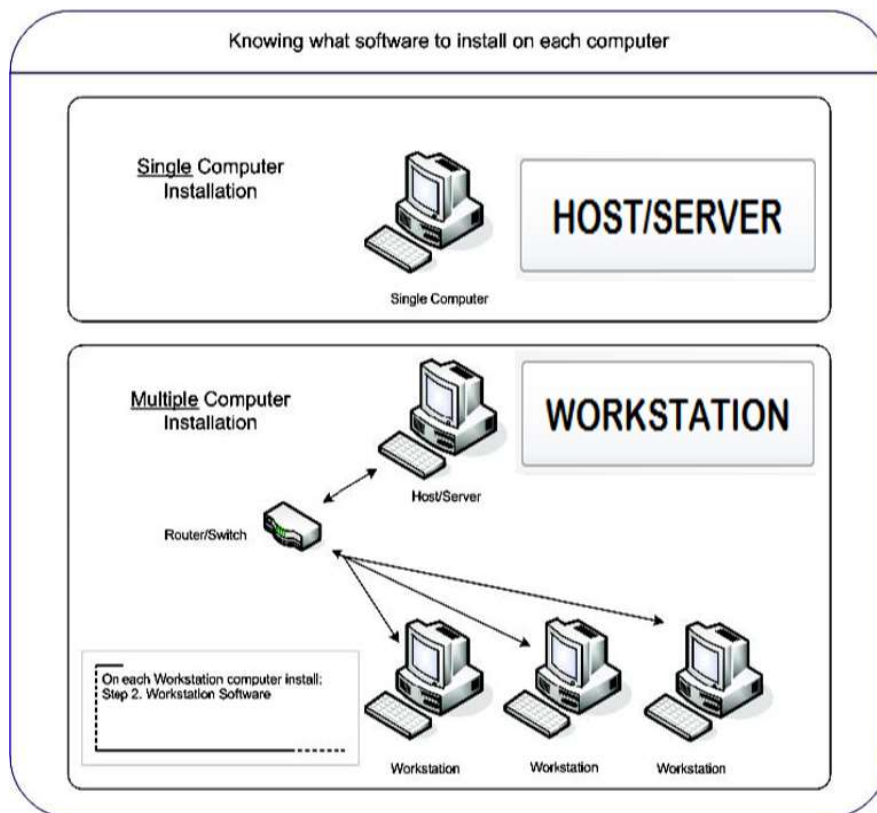 Knowing what software to install on each computer
Single Computer
Installation
HOST/SERVER
Single Computer
Multiple Computer
Installation
WORKSTATION
Host/Server
Router/Switch
On each Workstation computer install:
Step 2. Workstation Software
Workstation
Workstation
Workstation